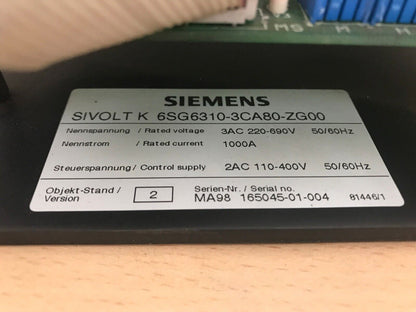 SIEMENS
SIVOLT K 6SG6310-3CA80-ZG00
Nennspannung / Rated voltage 3AC 220-690V 50/60Hz
Nennstrom / Rated current 1000A
Steuerspannung / Control supply 2AC 110-400V 50/60Hz
Objekt-Stand / Version 2 Serien-Nr. / Serial no. MA98 165045-01-004 81446/1